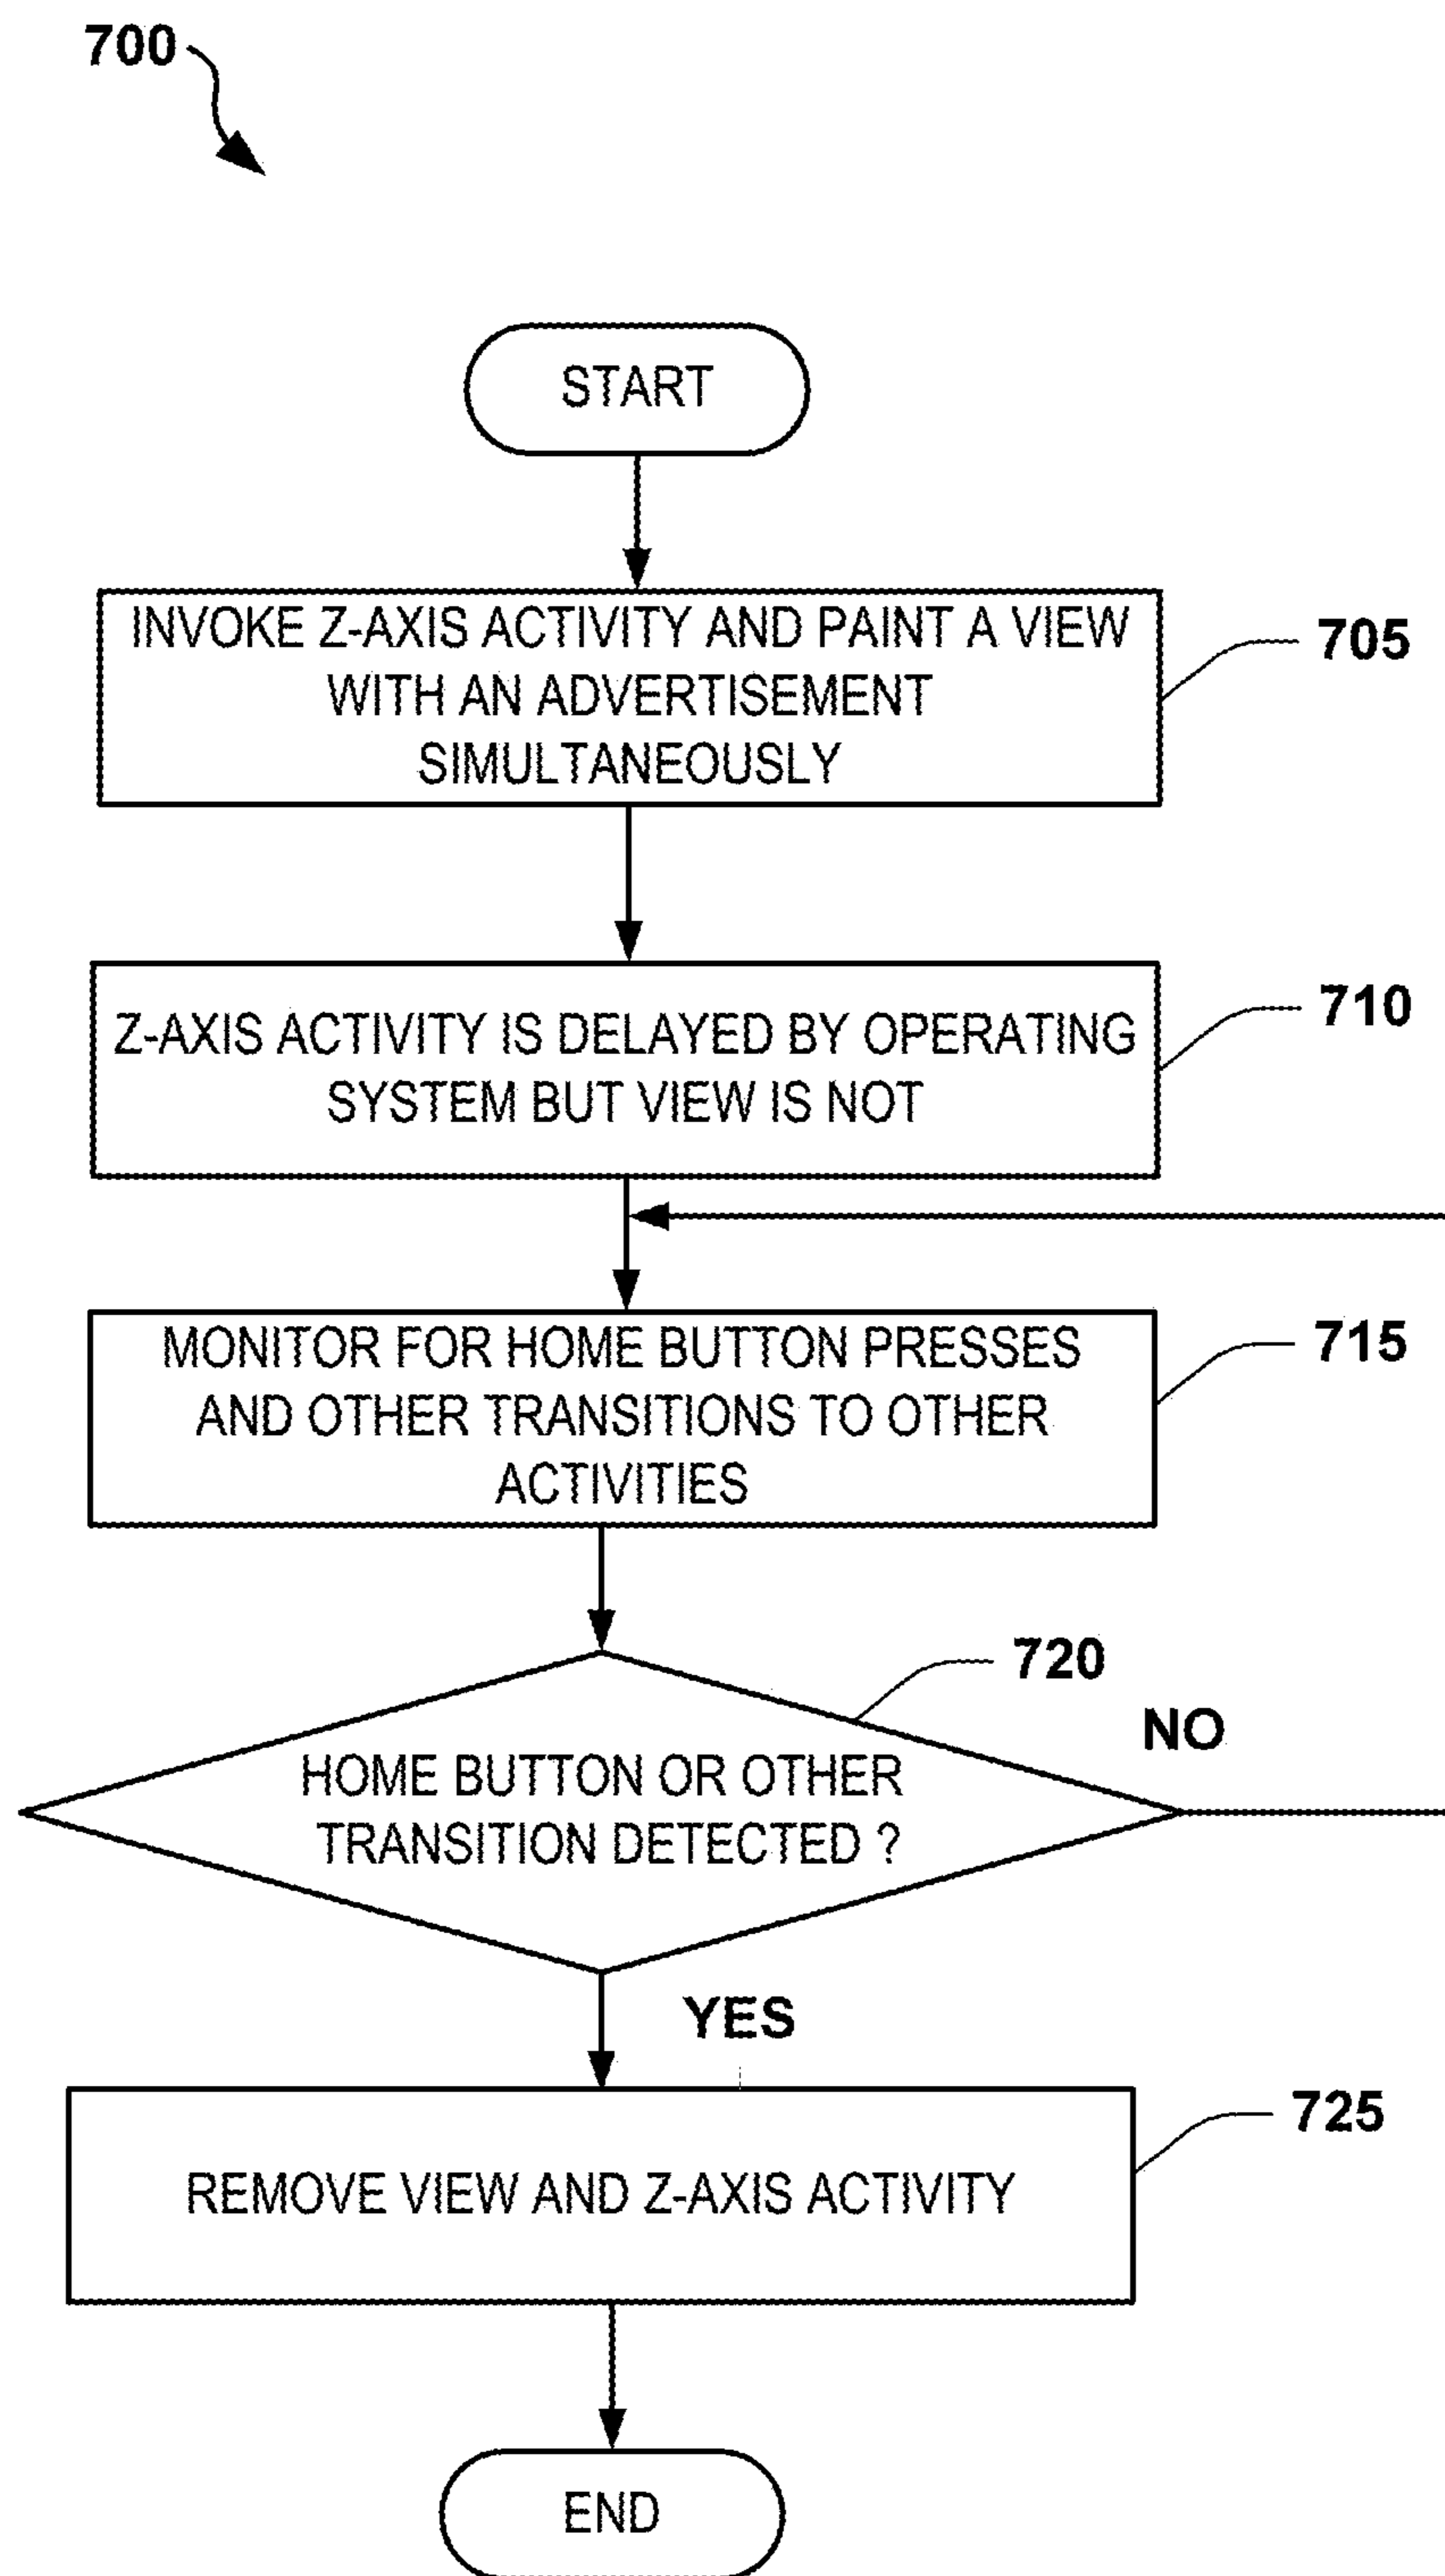 700
START
INVOKE Z-AXIS ACTIVITY AND PAINT A VIEW
WITH AN ADVERTISEMENT
SIMULTANEOUSLY
705
Z-AXIS ACTIVITY IS DELAYED BY OPERATING
SYSTEM BUT VIEW IS NOT
710
MONITOR FOR HOME BUTTON PRESSES
AND OTHER TRANSITIONS TO OTHER
ACTIVITIES
715
720
NO
HOME BUTTON OR OTHER
TRANSITION DETECTED ?
YES
REMOVE VIEW AND Z-AXIS ACTIVITY
725
END